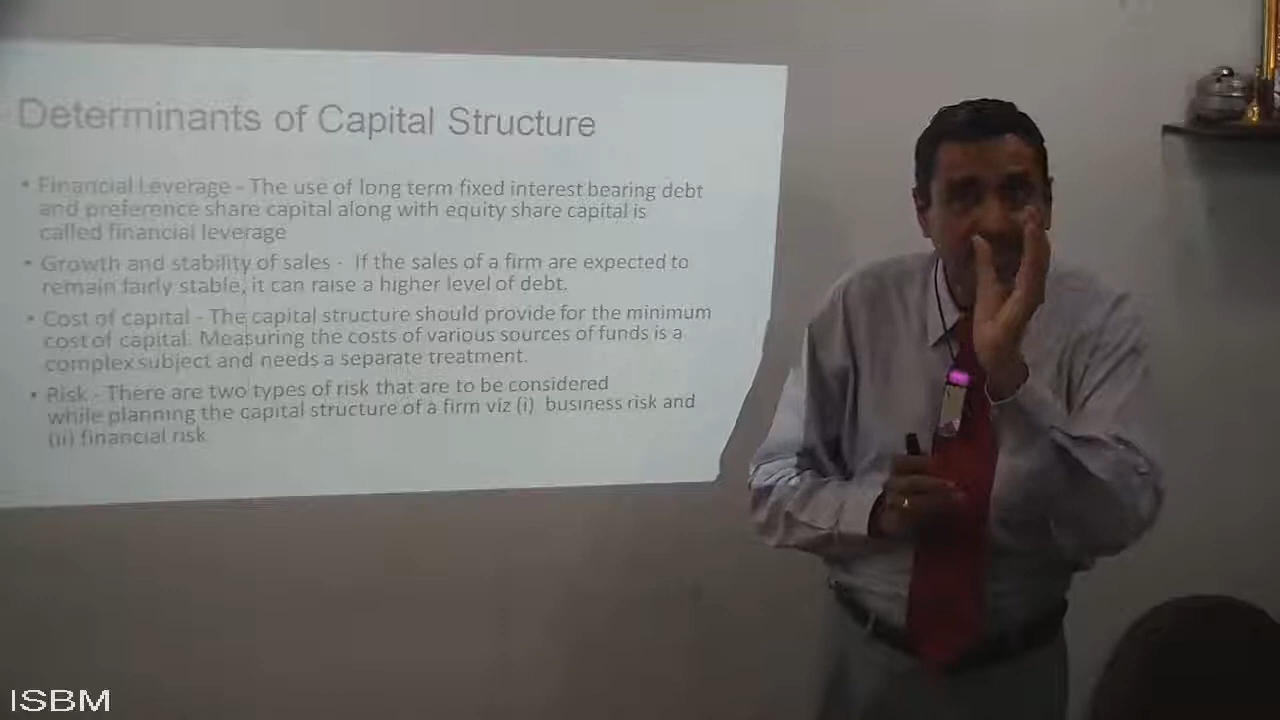 Determinants of Capital Structure
• Financial Leverage - The use of long term fixed interest bearing debt
and preference share capital along with equity share capital is
called financial leverage
• Growth and stability of sales - If the sales of a firm are expected to
remain fairly stable, it can raise a higher level of debt.
• Cost of capital - The capital structure should provide for the minimum
cost of capital. Measuring the costs of various sources of funds is a
complex subject and needs a separate treatment.
• Risk - There are two types of risk that are to be considered
while planning the capital structure of a firm viz (i) business risk and
(ii) financial risk
ISBM